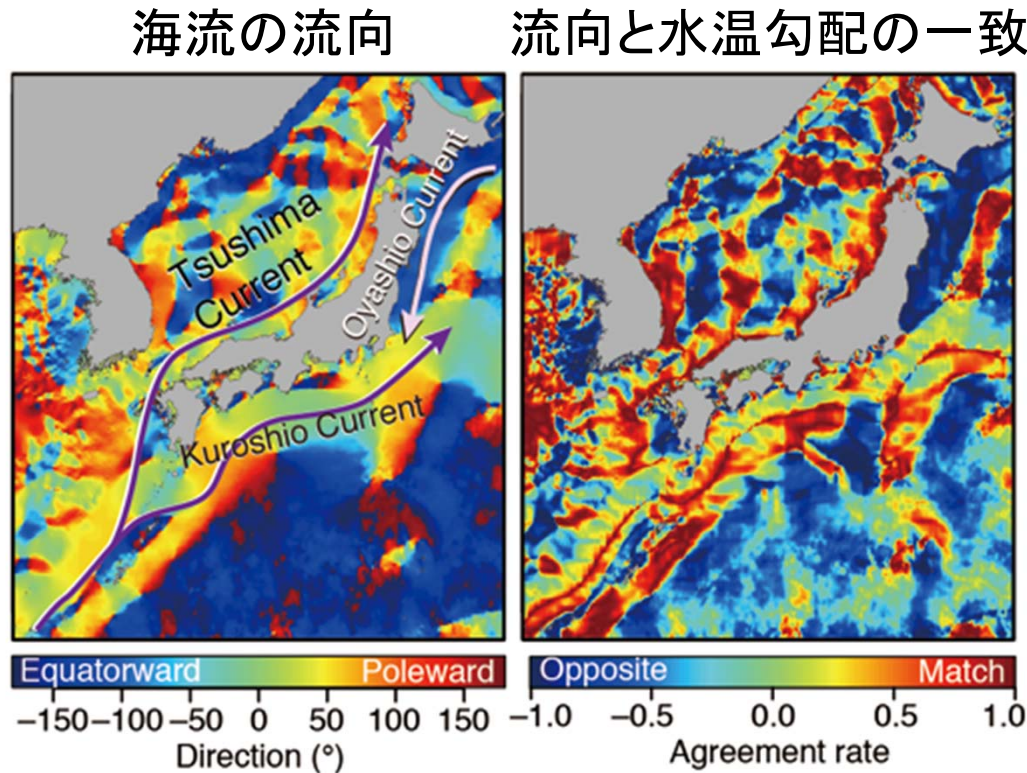 海流の流向
流向と水温勾配の一致
Tsushima
Current
Oyashio Current
Kuroshio Current
Equatorward Poleward
−150 −100 −50 0 50 100 150
Direction (°)
Opposite Match
−1.0 −0.5 0.0 0.5 1.0
Agreement rate